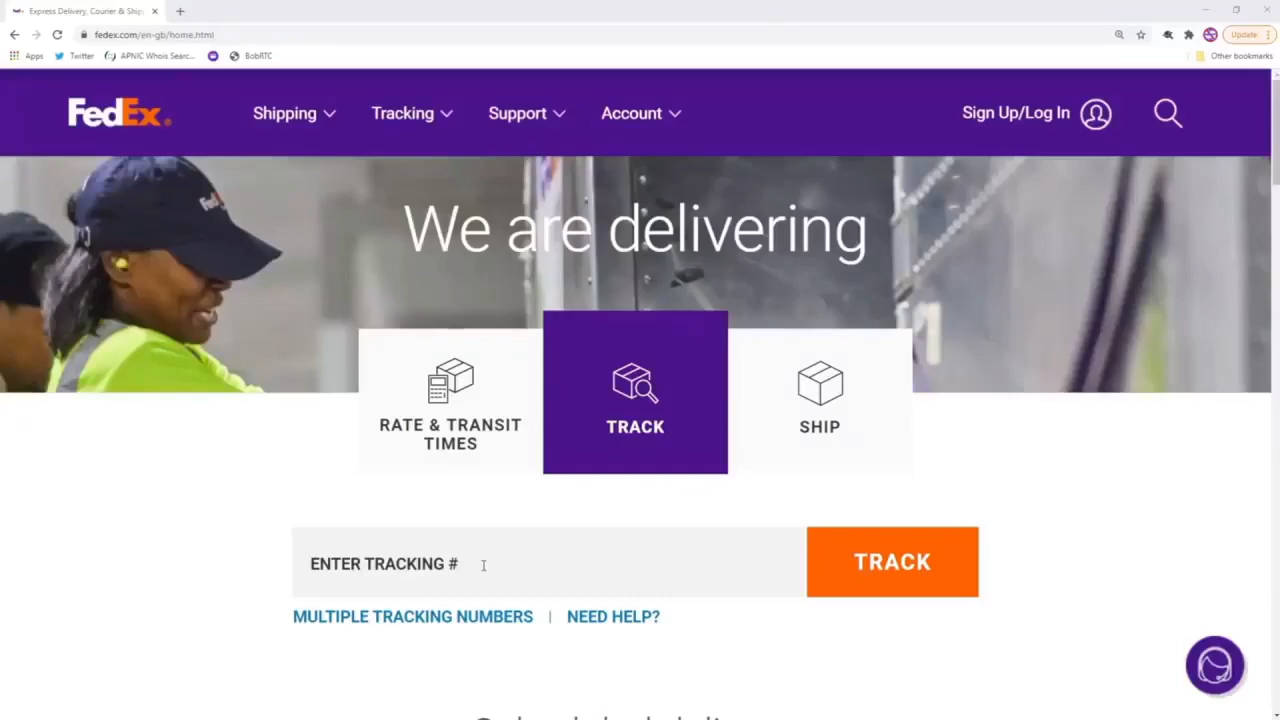 Express Delivery, Courier & Ship
fedex.com/en-gb/home.html
Update
Apps
Twitter
APNIC Whois Searc...
BobRTC
Other bookmarks
FedEx
Shipping
Tracking
Support
Account
Sign Up/Log In
We are delivering
RATE & TRANSIT
TIMES
TRACK
SHIP
ENTER TRACKING #
TRACK
MULTIPLE TRACKING NUMBERS | NEED HELP?